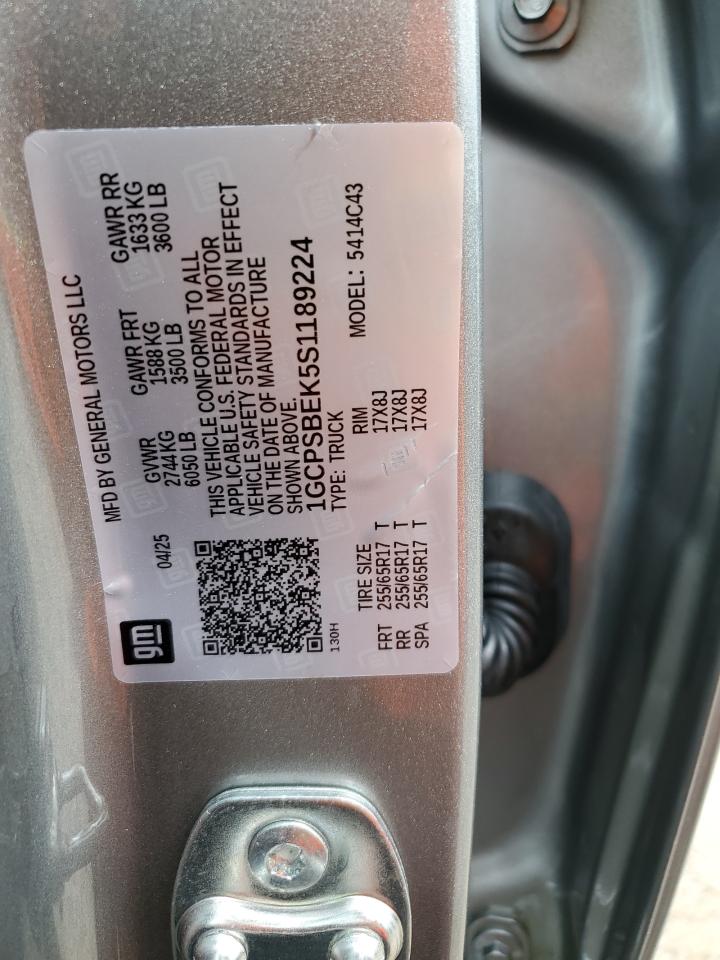 gm
MFD BY GENERAL MOTORS LLC
04/25
GVWR GAWR FRT GAWR RR
2744 KG 1588 KG 1633 KG
6050 LB 3500 LB 3600 LB
THIS VEHICLE CONFORMS TO ALL
APPLICABLE U.S. FEDERAL MOTOR
VEHICLE SAFETY STANDARDS IN EFFECT
ON THE DATE OF MANUFACTURE
SHOWN ABOVE.
1GCPSBEK5S1189224
TYPE: TRUCK
MODEL: 5414C43
130H
TIRE SIZE RIM
FRT 255/65R17 T 17X8J
RR 255/65R17 T 17X8J
SPA 255/65R17 T 17X8J